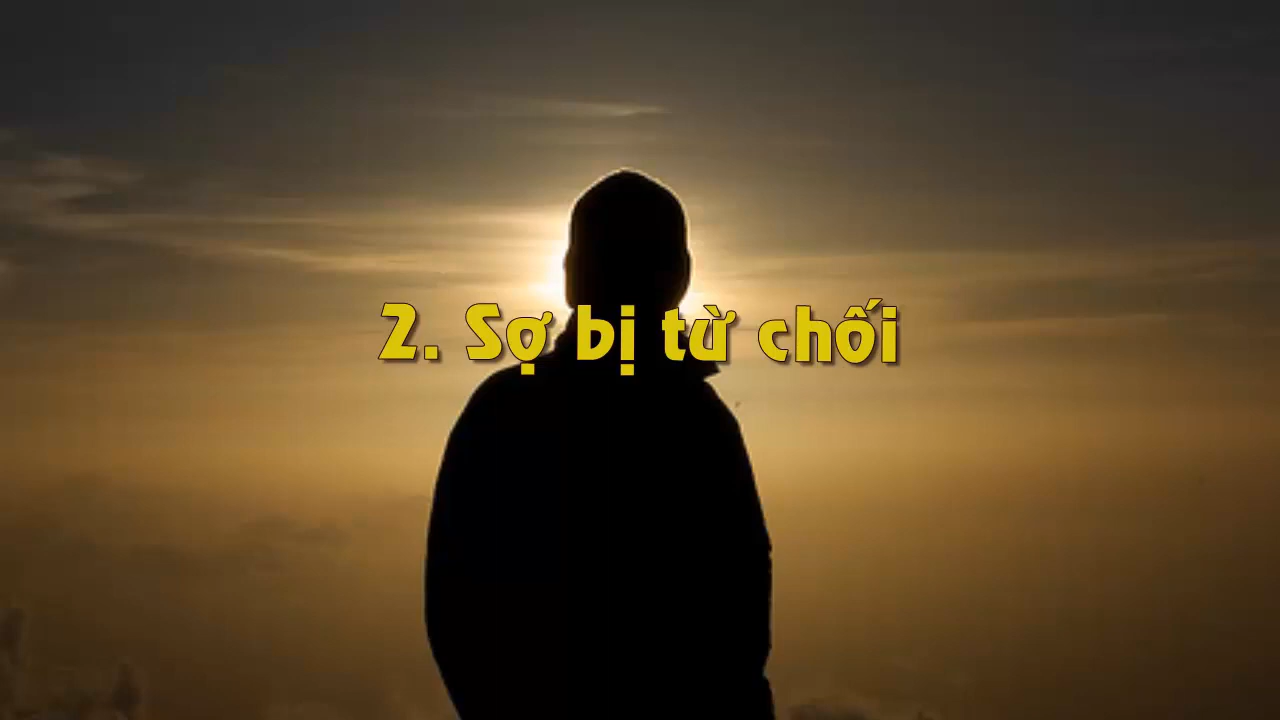 2. Sợ bị từ chối